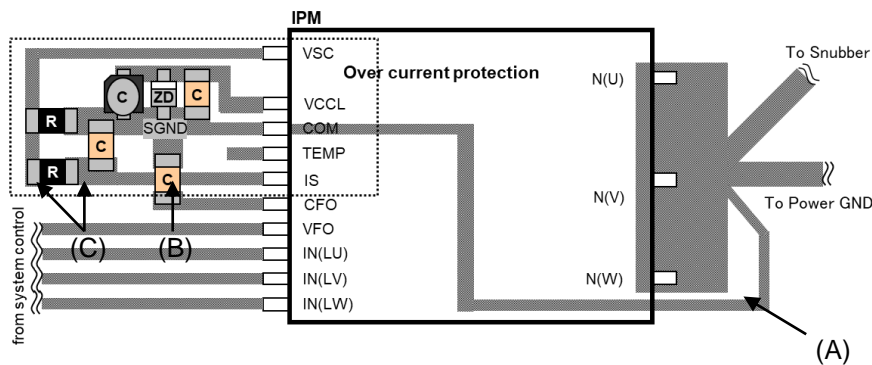 IPM
VSC
Over current protection
N(U)
To Snubber
C
ZD
C
VCCL
R
SGND
COM
C
TEMP
R
C
IS
N(V)
To Power GND
CFO
(C)
(B)
VFO
from system control
IN(LU)
IN(LV)
N(W)
IN(LW)
(A)